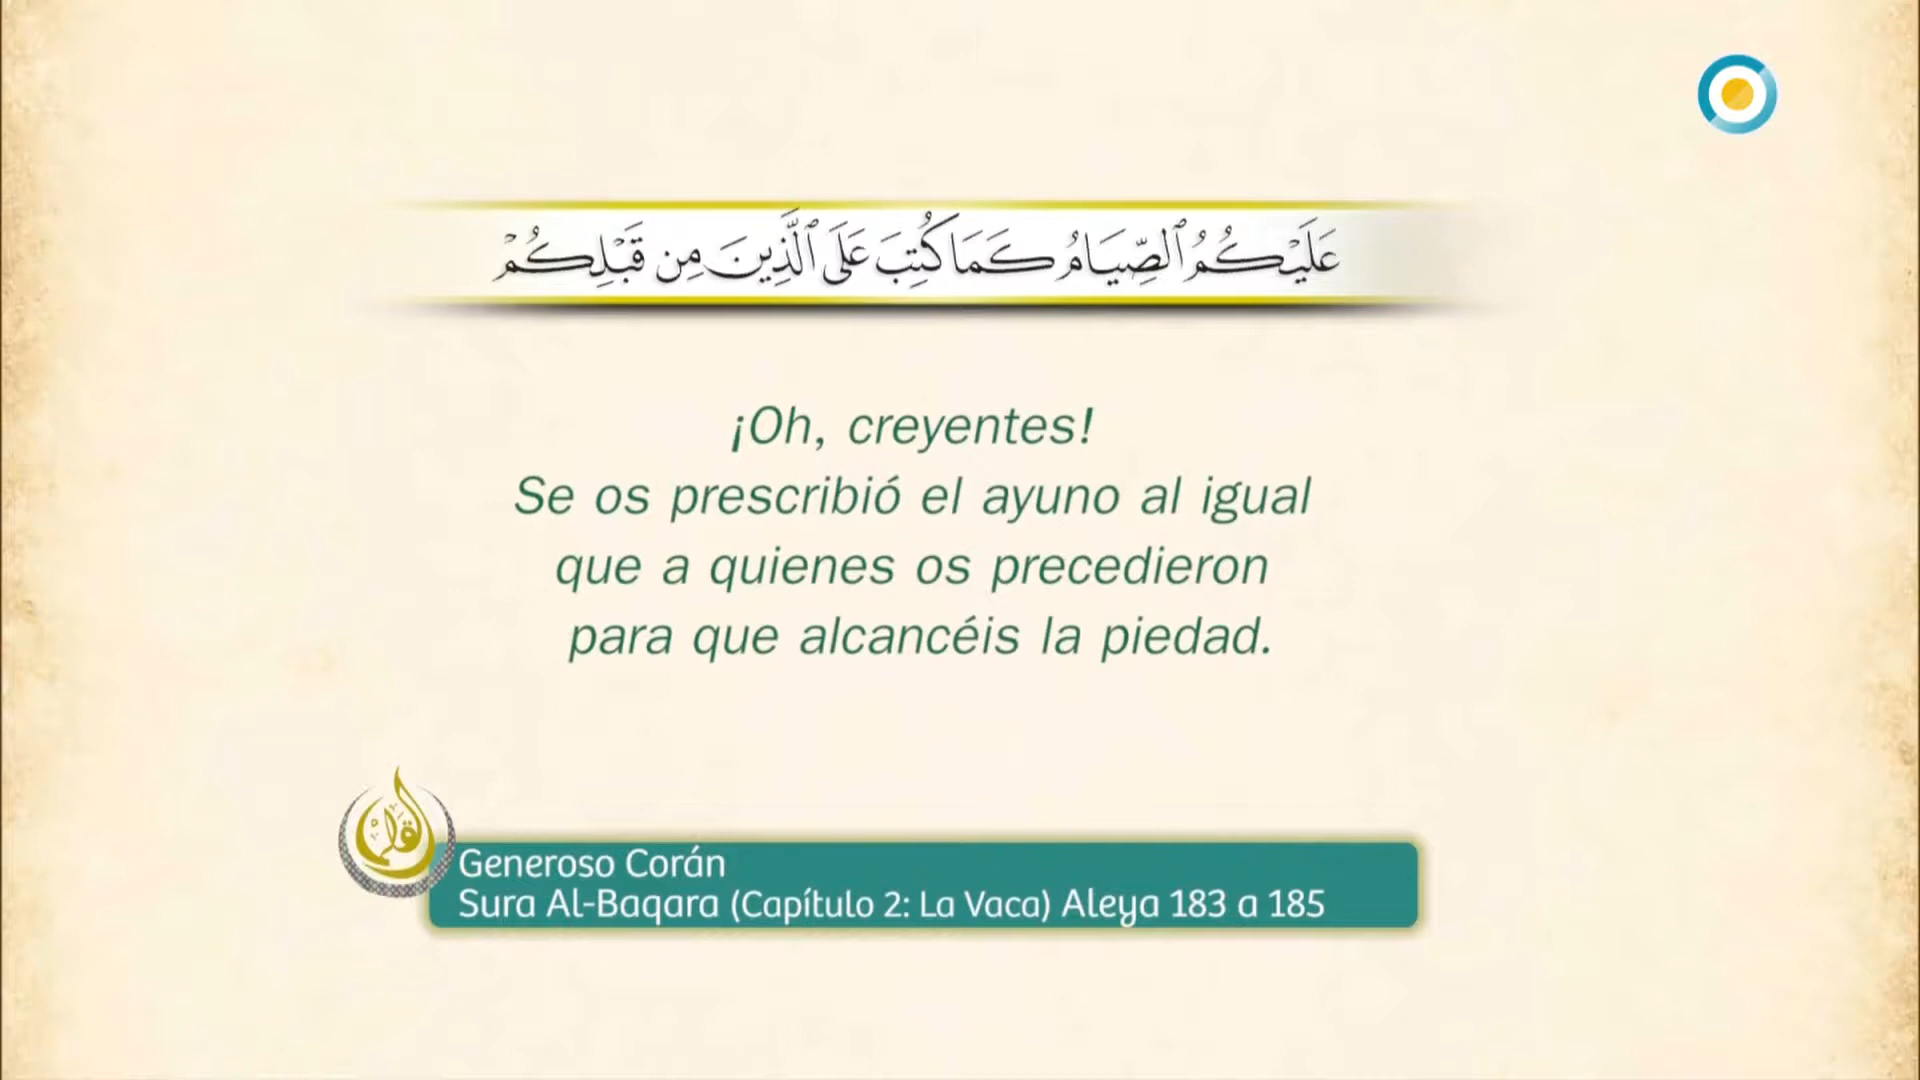 عَلَيْكُمُ ٱلصِّيَامُ كَمَا كُتِبَ عَلَى ٱلَّذِينَ مِن قَبْلِكُمْ
¡Oh, creyentes!
Se os prescribió el ayuno al igual
que a quienes os precedieron
para que alcancéis la piedad.
Generoso Corán
Sura Al-Baqara (Capítulo 2: La Vaca) Aleya 183 a 185